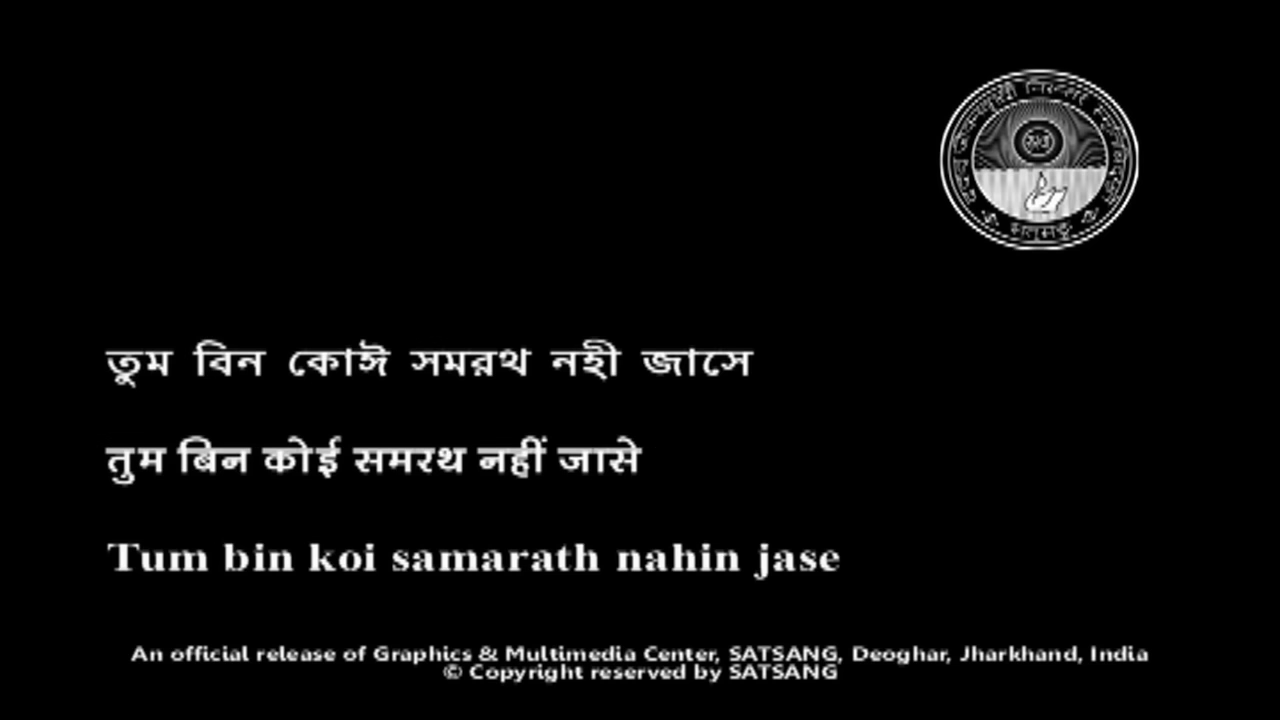 তুম বিন কোঈ সমরথ নহী জাসে
तुम बिन कोई समरथ नहीं जासे
Tum bin koi samarath nahin jase
An official release of Graphics & Multimedia Center, SATSANG, Deoghar, Jharkhand, India
© Copyright reserved by SATSANG